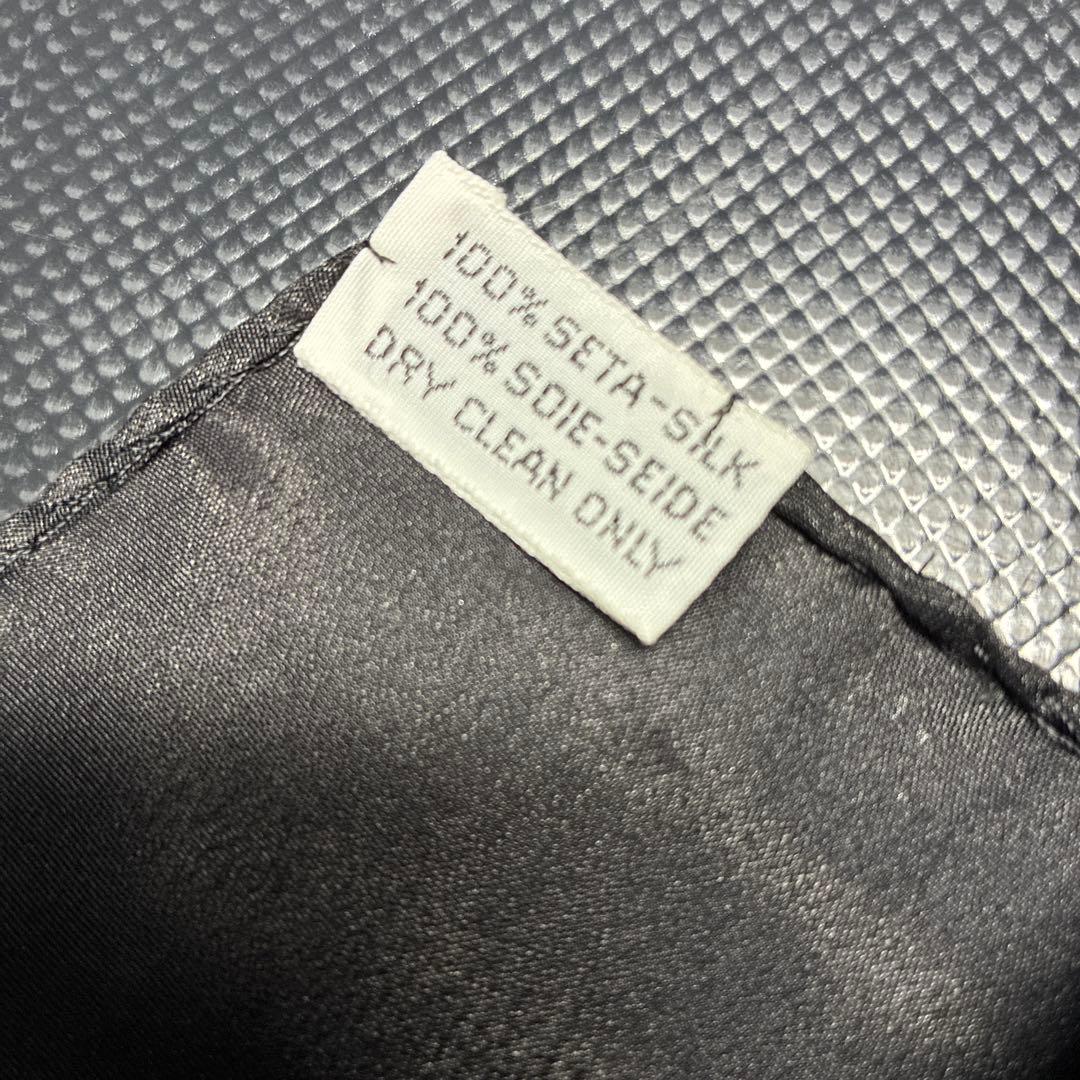 100% SETA-SILK
100% SOIE-SEIDE
DRY CLEAN ONLY